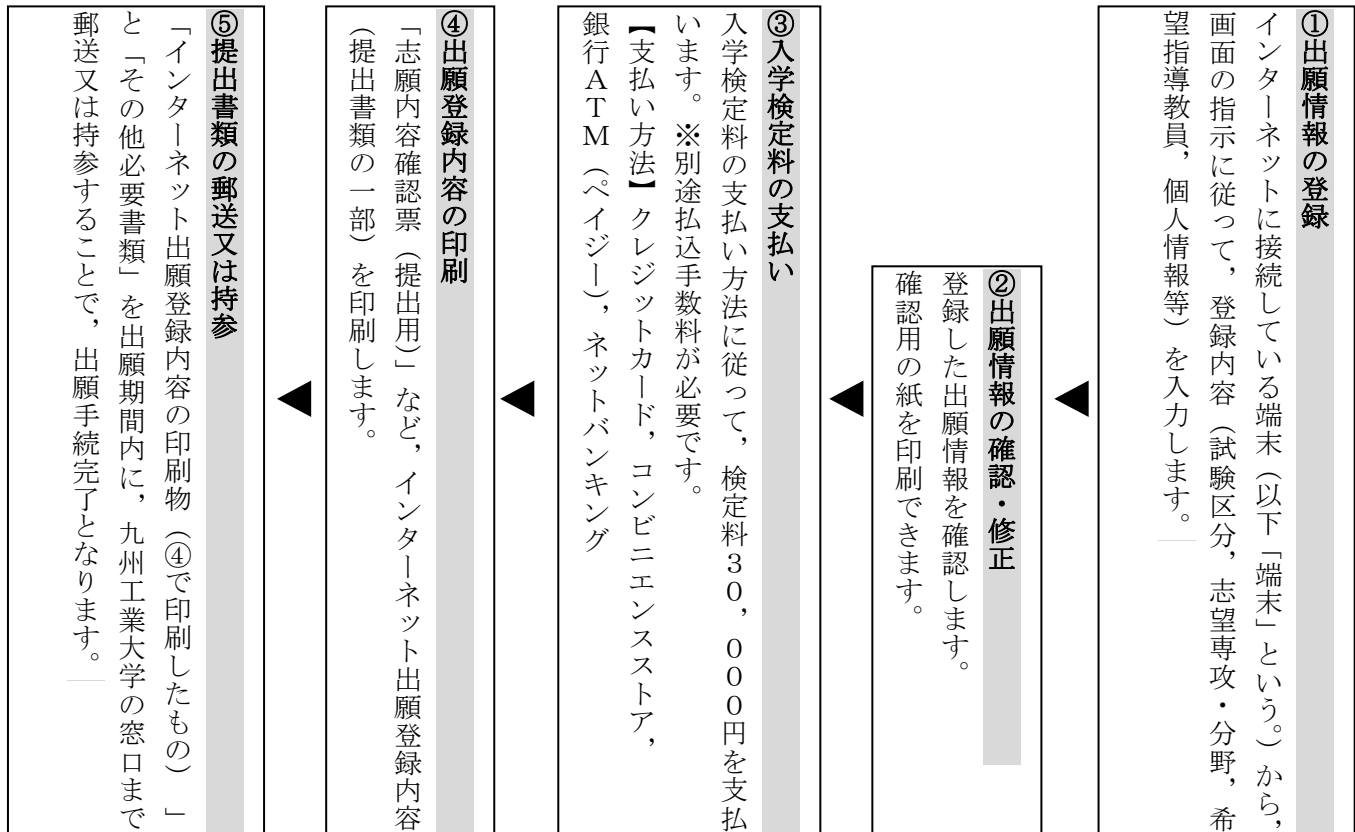 ①出願情報の登録
インターネットに接続している端末（以下「端末」という。）から，
画面の指示に従って，登録内容（試験区分，志望専攻・分野，希
望指導教員，個人情報等）を入力します。
②出願情報の確認・修正
登録した出願情報を確認します。
確認用の紙を印刷できます。
③入学検定料の支払い
入学検定料の支払い方法に従って，検定料３０，０００円を支払
います。※別途払込手数料が必要です。
【支払い方法】クレジットカード，コンビニエンスストア，
銀行ＡＴＭ（ペイジー），ネットバンキング
④出願登録内容の印刷
「志願内容確認票（提出用）」など，インターネット出願登録内容
（提出書類の一部）を印刷します。
⑤提出書類の郵送又は持参
「インターネット出願登録内容の印刷物（④で印刷したもの）」
と「その他必要書類」を出願期間内に，九州工業大学の窓口まで
郵送又は持参することで，出願手続完了となります。